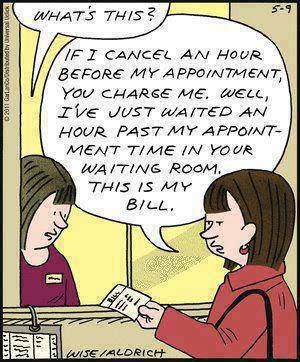 WHAT'S THIS?
5-9
IF I CANCEL AN HOUR
BEFORE MY APPOINTMENT,
YOU CHARGE ME. WELL,
I'VE JUST WAITED AN
HOUR PAST MY APPOINT-
MENT TIME IN YOUR
WAITING ROOM.
THIS IS MY
BILL.
WISE/ALDRICH